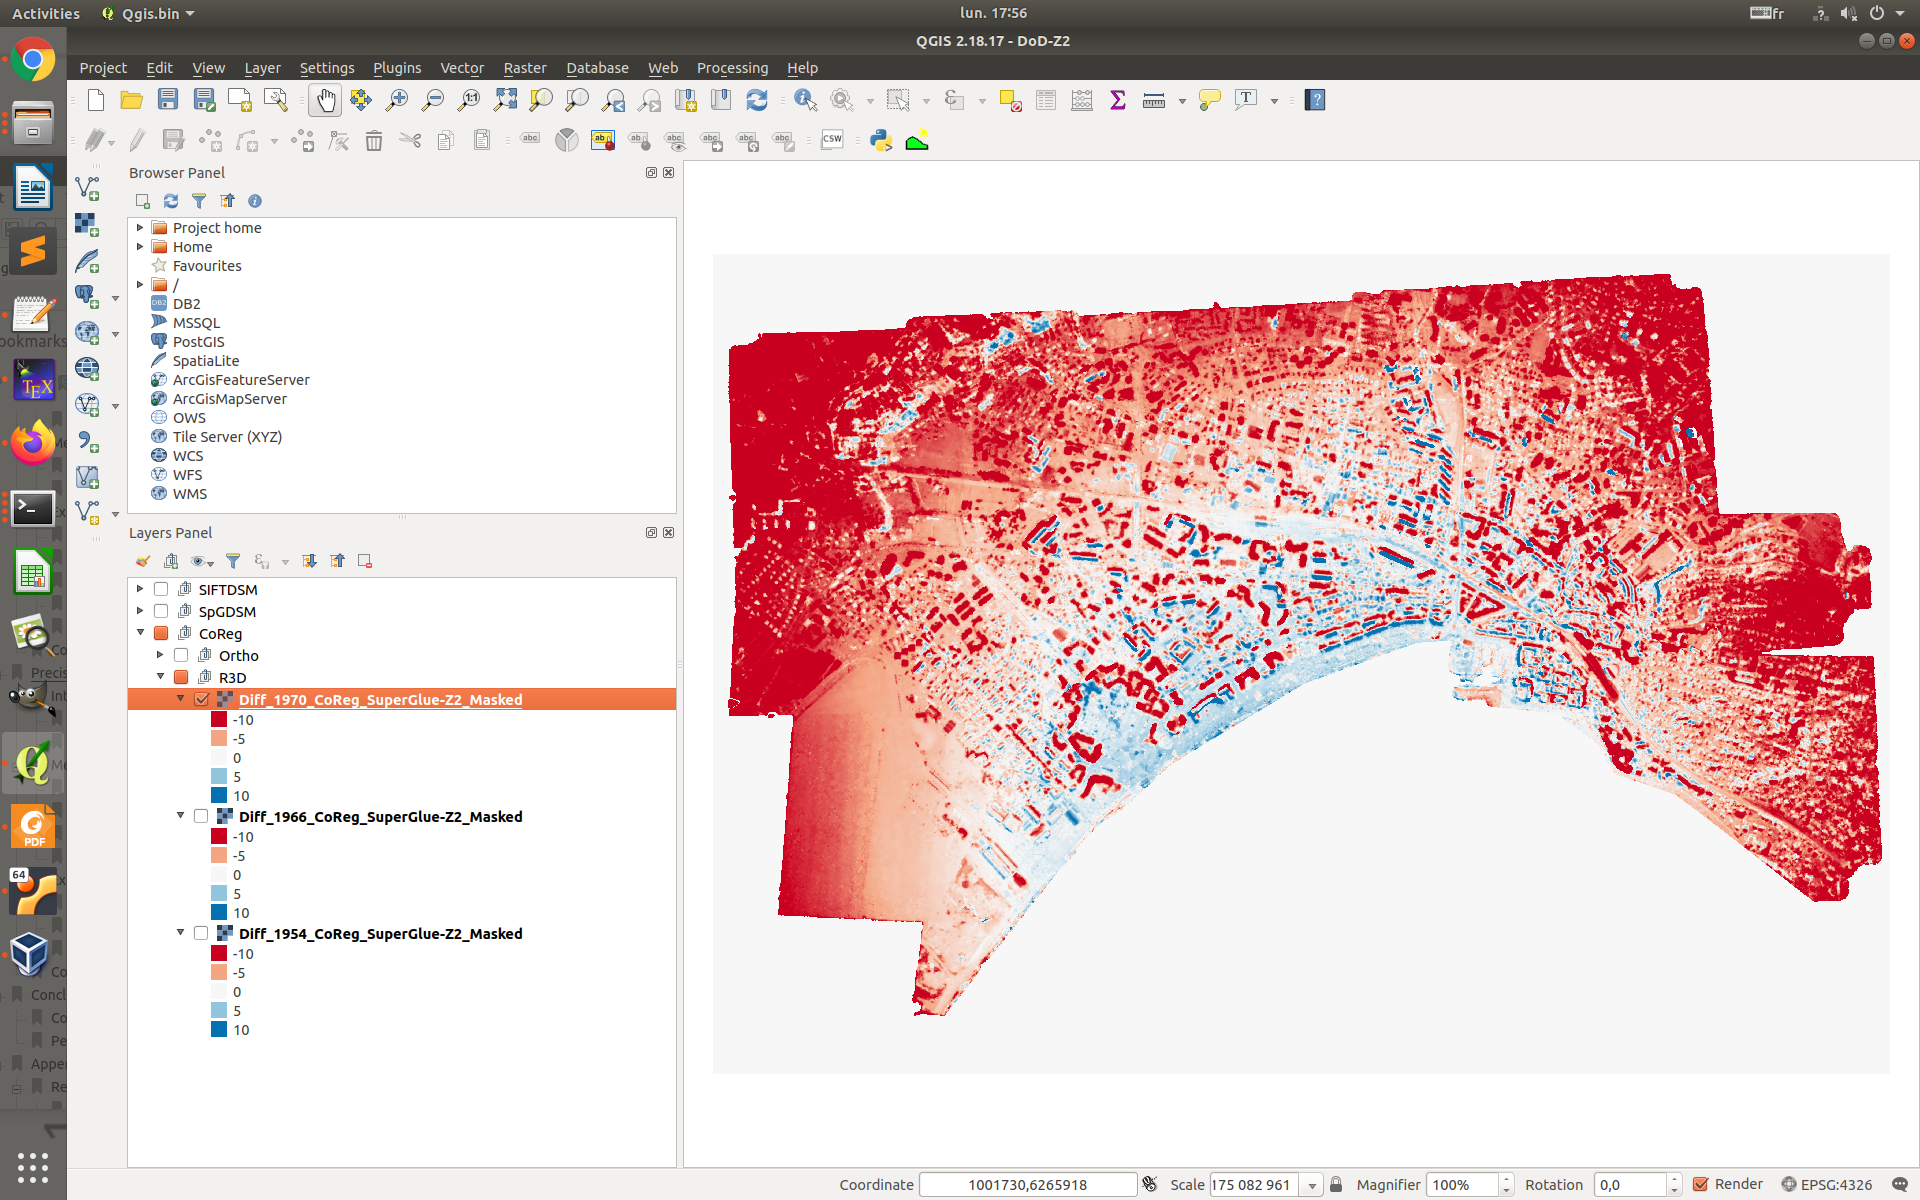 Activities Qgis.bin lun. 17:56 fr
QGIS 2.18.17 - DoD-Z2
Project Edit View Layer Settings Plugins Vector Raster Database Web Processing Help
Browser Panel
Project home
Home
Favourites
/
DB2
MSSQL
PostGIS
SpatiaLite
ArcGisFeatureServer
ArcGisMapServer
OWS
Tile Server (XYZ)
WCS
WFS
WMS
Layers Panel
SIFTDSM
SpGDSM
CoReg
Ortho
R3D
Diff_1970_CoReg_SuperGlue-Z2_Masked
-10
-5
0
5
10
Diff_1966_CoReg_SuperGlue-Z2_Masked
-10
-5
0
5
10
Diff_1954_CoReg_SuperGlue-Z2_Masked
-10
-5
0
5
10
Coordinate 1001730,6265918 Scale 175 082 961 Magnifier 100% Rotation 0,0 Render EPSG:4326